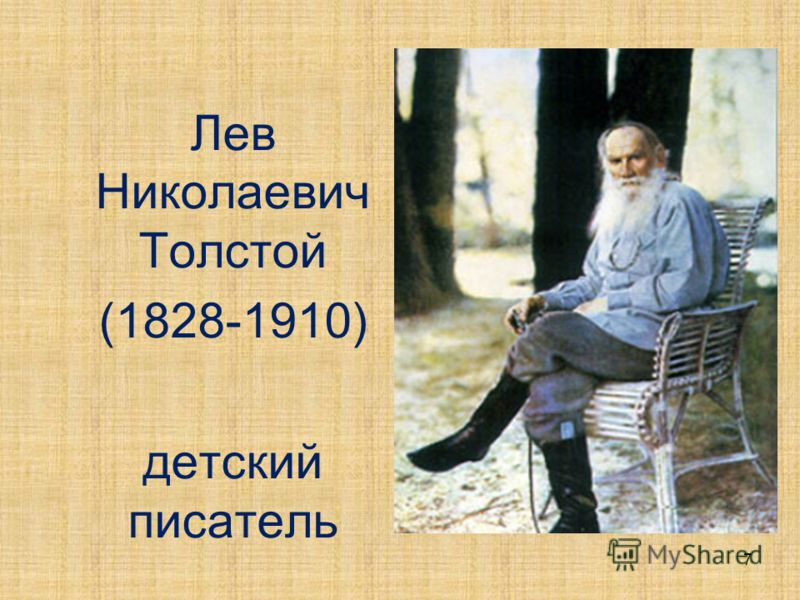 Лев
Николаевич
Толстой
(1828-1910)
детский
писатель
MyShared
7